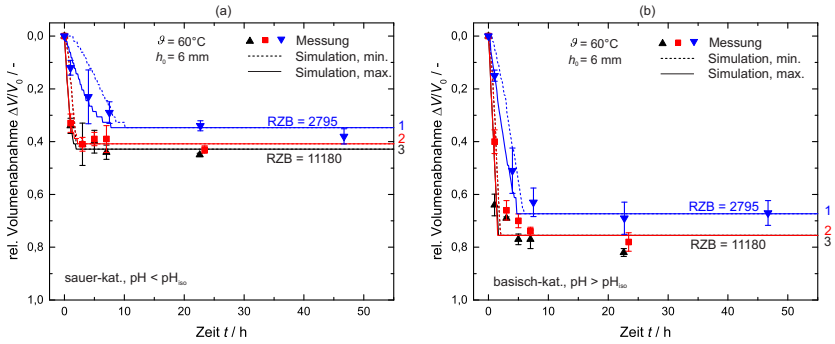 (a)
ϑ = 60°C
h₀ = 6 mm
Messung
Simulation, min.
Simulation, max.
rel. Volumenabnahme ΔV/V₀ / -
0,0
0,2
0,4
0,6
0,8
1,0
RZB = 2795
RZB = 11180
1
2
3
sauer-kat., pH < pH_iso
0 10 20 30 40 50
Zeit t / h
(b)
ϑ = 60°C
h₀ = 6 mm
Messung
Simulation, min.
Simulation, max.
rel. Volumenabnahme ΔV/V₀ / -
0,0
0,2
0,4
0,6
0,8
1,0
RZB = 2795
RZB = 11180
1
2
3
basisch-kat., pH > pH_iso
0 10 20 30 40 50
Zeit t / h